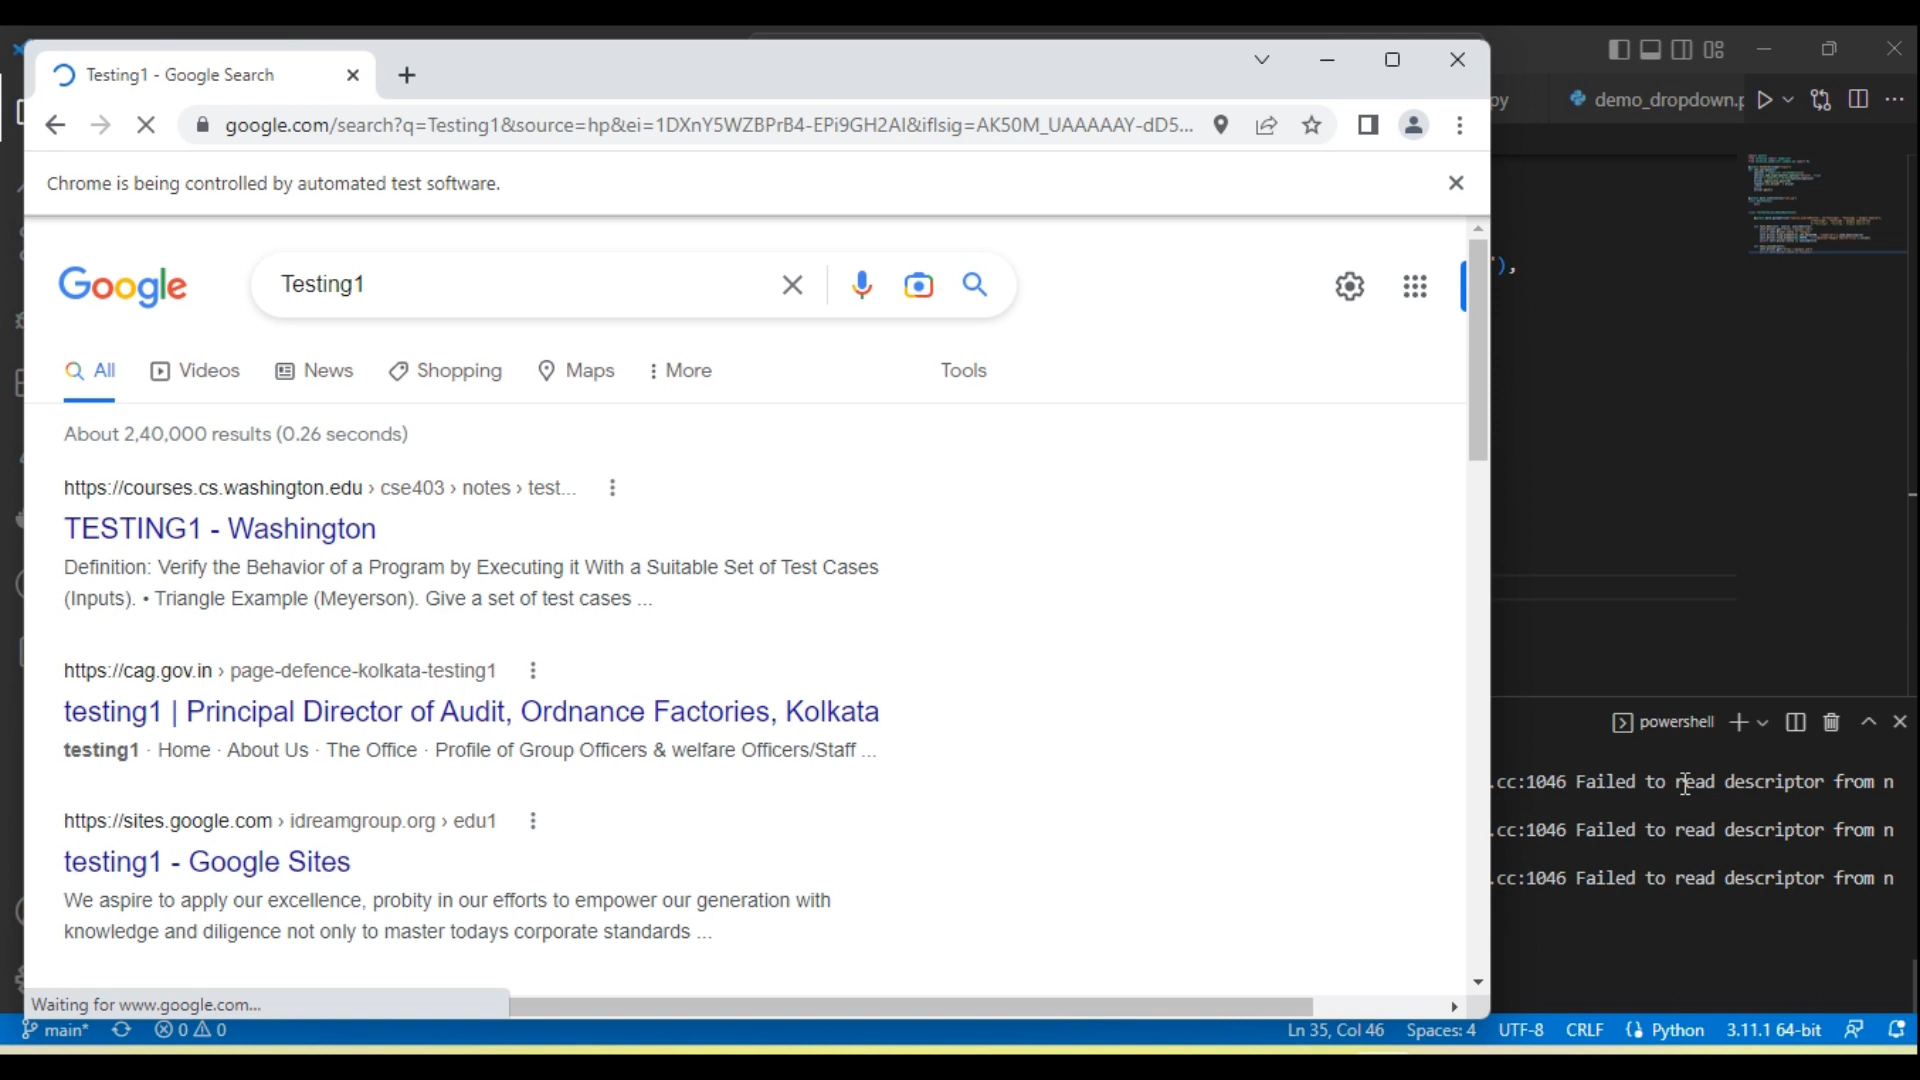 Testing1 - Google Search
py
demo_dropdown.p
google.com/search?q=Testing1&source=hp&ei=1DXnY5WZBPrB4-EPi9GH2AI&iflsig=AK50M_UAAAAAY-dD5...
Chrome is being controlled by automated test software.
Google
Testing1
"),
All
Videos
News
Shopping
Maps
More
Tools
About 2,40,000 results (0.26 seconds)
https://courses.cs.washington.edu › cse403 › notes › test...
TESTING1 - Washington
Definition: Verify the Behavior of a Program by Executing it With a Suitable Set of Test Cases
(Inputs). • Triangle Example (Meyerson). Give a set of test cases ...
https://cag.gov.in › page-defence-kolkata-testing1
testing1 | Principal Director of Audit, Ordnance Factories, Kolkata
testing1 · Home · About Us · The Office · Profile of Group Officers & welfare Officers/Staff ...
https://sites.google.com › idreamgroup.org › edu1
testing1 - Google Sites
We aspire to apply our excellence, probity in our efforts to empower our generation with
knowledge and diligence not only to master todays corporate standards ...
powershell
.cc:1046 Failed to read descriptor from n
.cc:1046 Failed to read descriptor from n
.cc:1046 Failed to read descriptor from n
Waiting for www.google.com...
main*
0
0
Ln 35, Col 46
Spaces: 4
UTF-8
CRLF
Python
3.11.1 64-bit